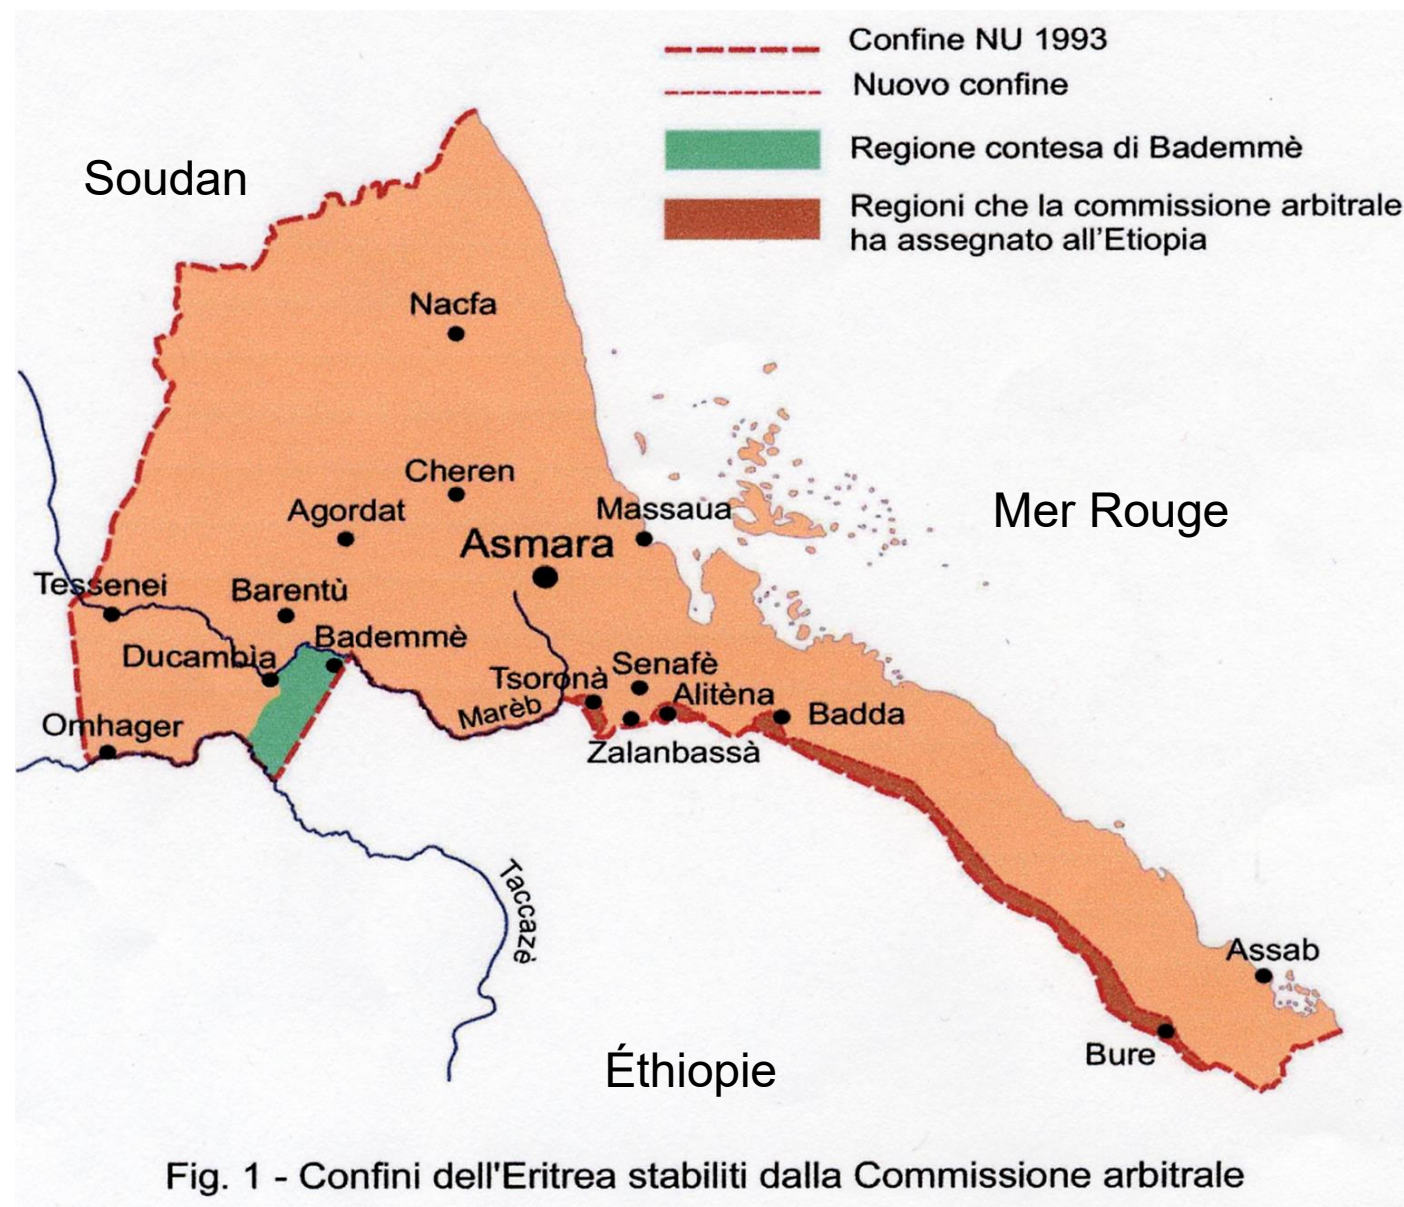 Confine NU 1993
Nuovo confine
Regione contesa di Bademmè
Regioni che la commissione arbitrale
ha assegnato all'Etiopia
Soudan
Nacfa
Cheren
Agordat
Massaua
Mer Rouge
Asmara
Tessenei
Barentù
Bademmè
Ducambìa
Senafè
Tsoronà
Alitèna
Marèb
Badda
Omhager
Zalanbassà
Taccazè
Assab
Bure
Éthiopie
Fig. 1 - Confini dell'Eritrea stabiliti dalla Commissione arbitrale